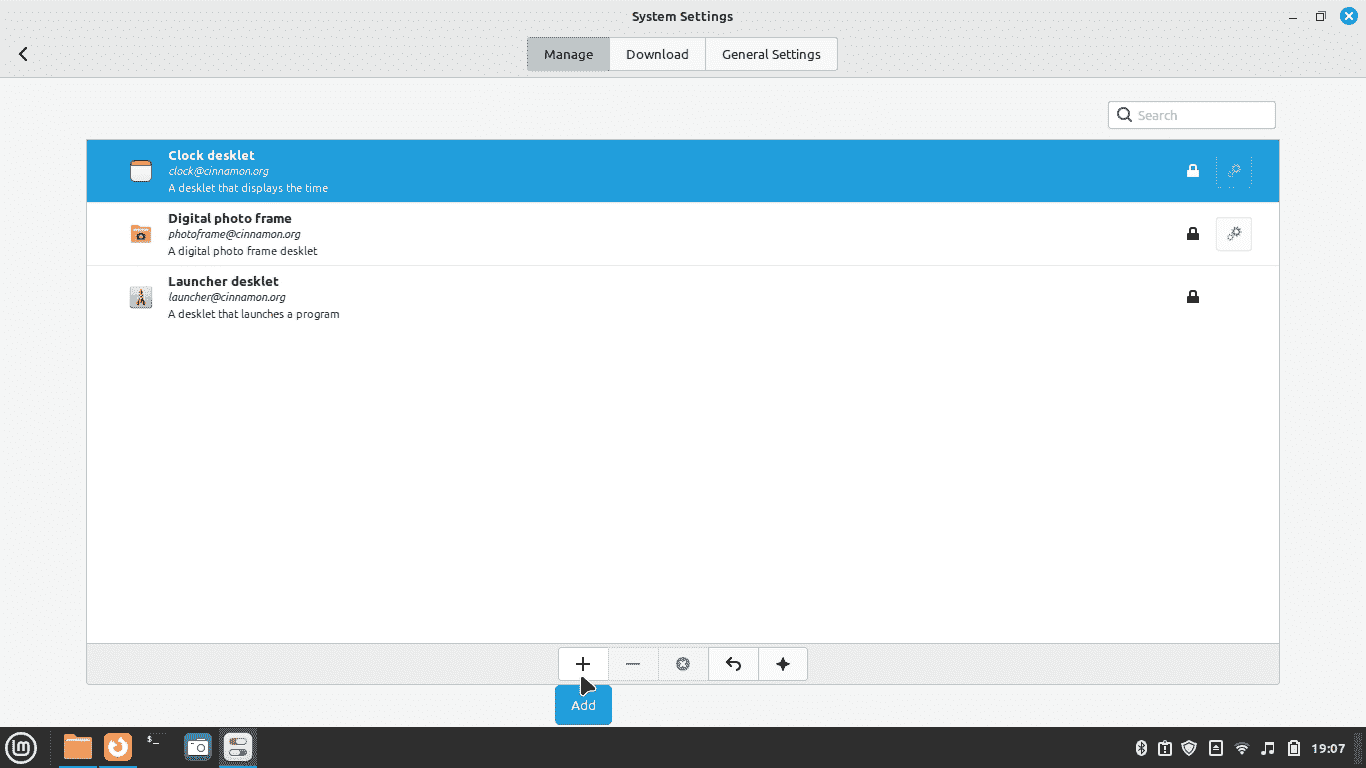 System Settings
Manage
Download
General Settings
Search
Clock desklet
clock@cinnamon.org
A desklet that displays the time
Digital photo frame
photoframe@cinnamon.org
A digital photo frame desklet
Launcher desklet
launcher@cinnamon.org
A desklet that launches a program
Add
19:07